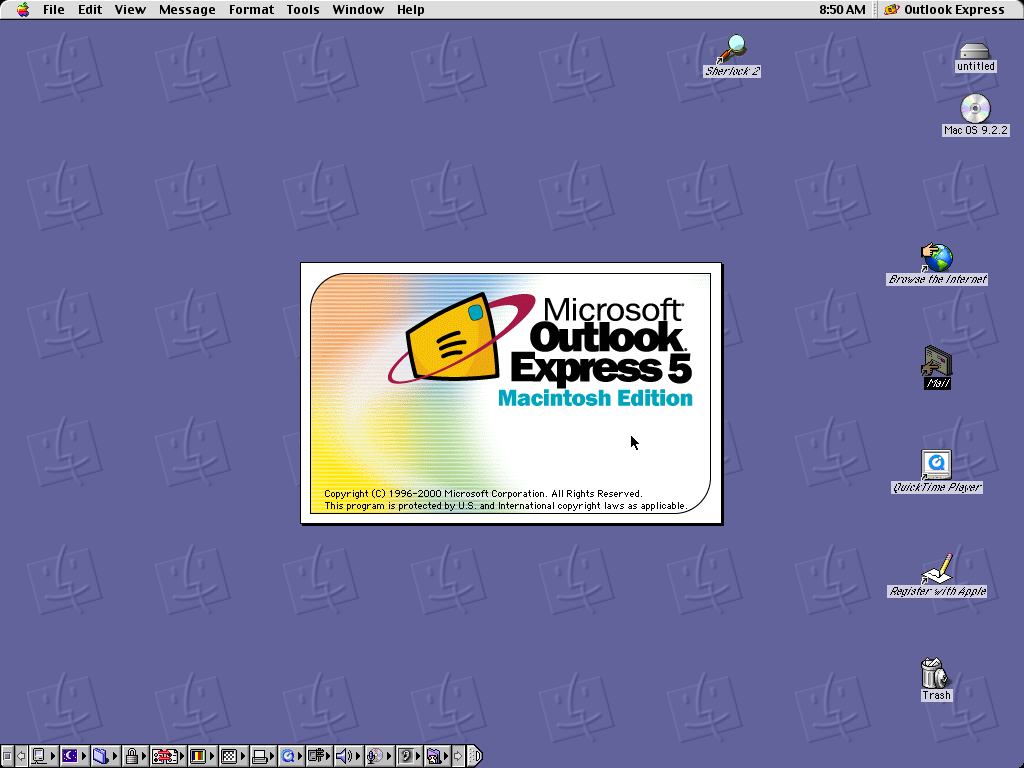 File Edit View Message Format Tools Window Help 8:50 AM Outlook Express
Sherlock 2
untitled
Mac OS 9.2.2
Browse the Internet
Microsoft
Outlook
Express 5
Macintosh Edition
Mail
QuickTime Player
Copyright (C) 1996-2000 Microsoft Corporation. All Rights Reserved.
This program is protected by U.S. and International copyright laws as applicable.
Register with Apple
Trash